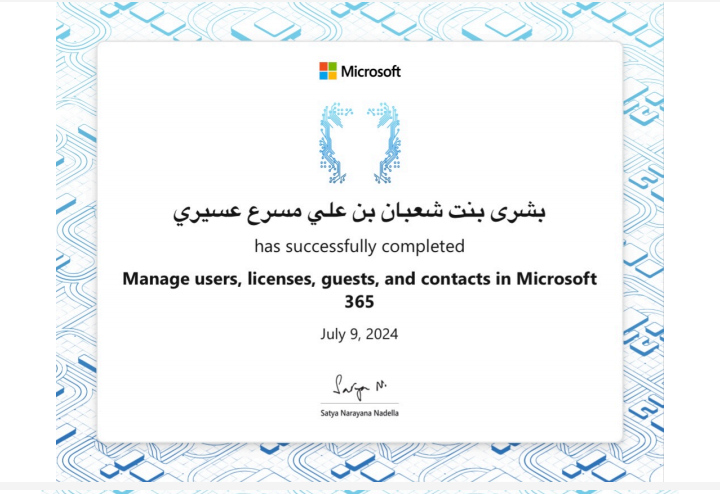 Microsoft
بشرى بنت شعبان بن علي مسرع عسيري
has successfully completed
Manage users, licenses, guests, and contacts in Microsoft
365
July 9, 2024
Satya N.
Satya Narayana Nadella